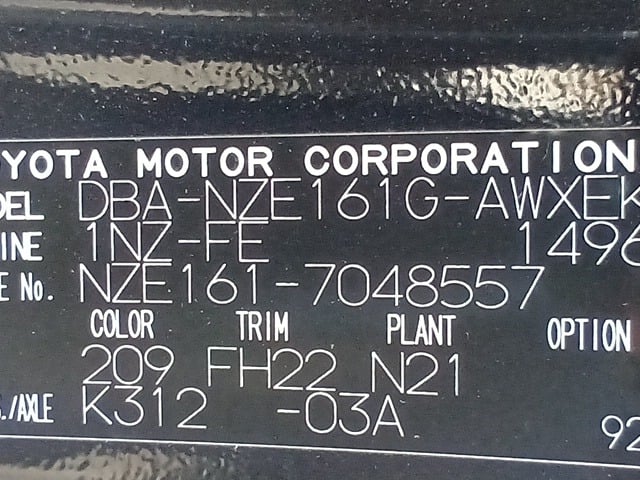 OYOTA MOTOR CORPORATION
DEL DBA-NZE161G-AWXEK
INE 1NZ-FE 1496
E No. NZE161-7048557
COLOR TRIM PLANT OPTION
209 FH22 N21
S./AXLE K312 -03A
92